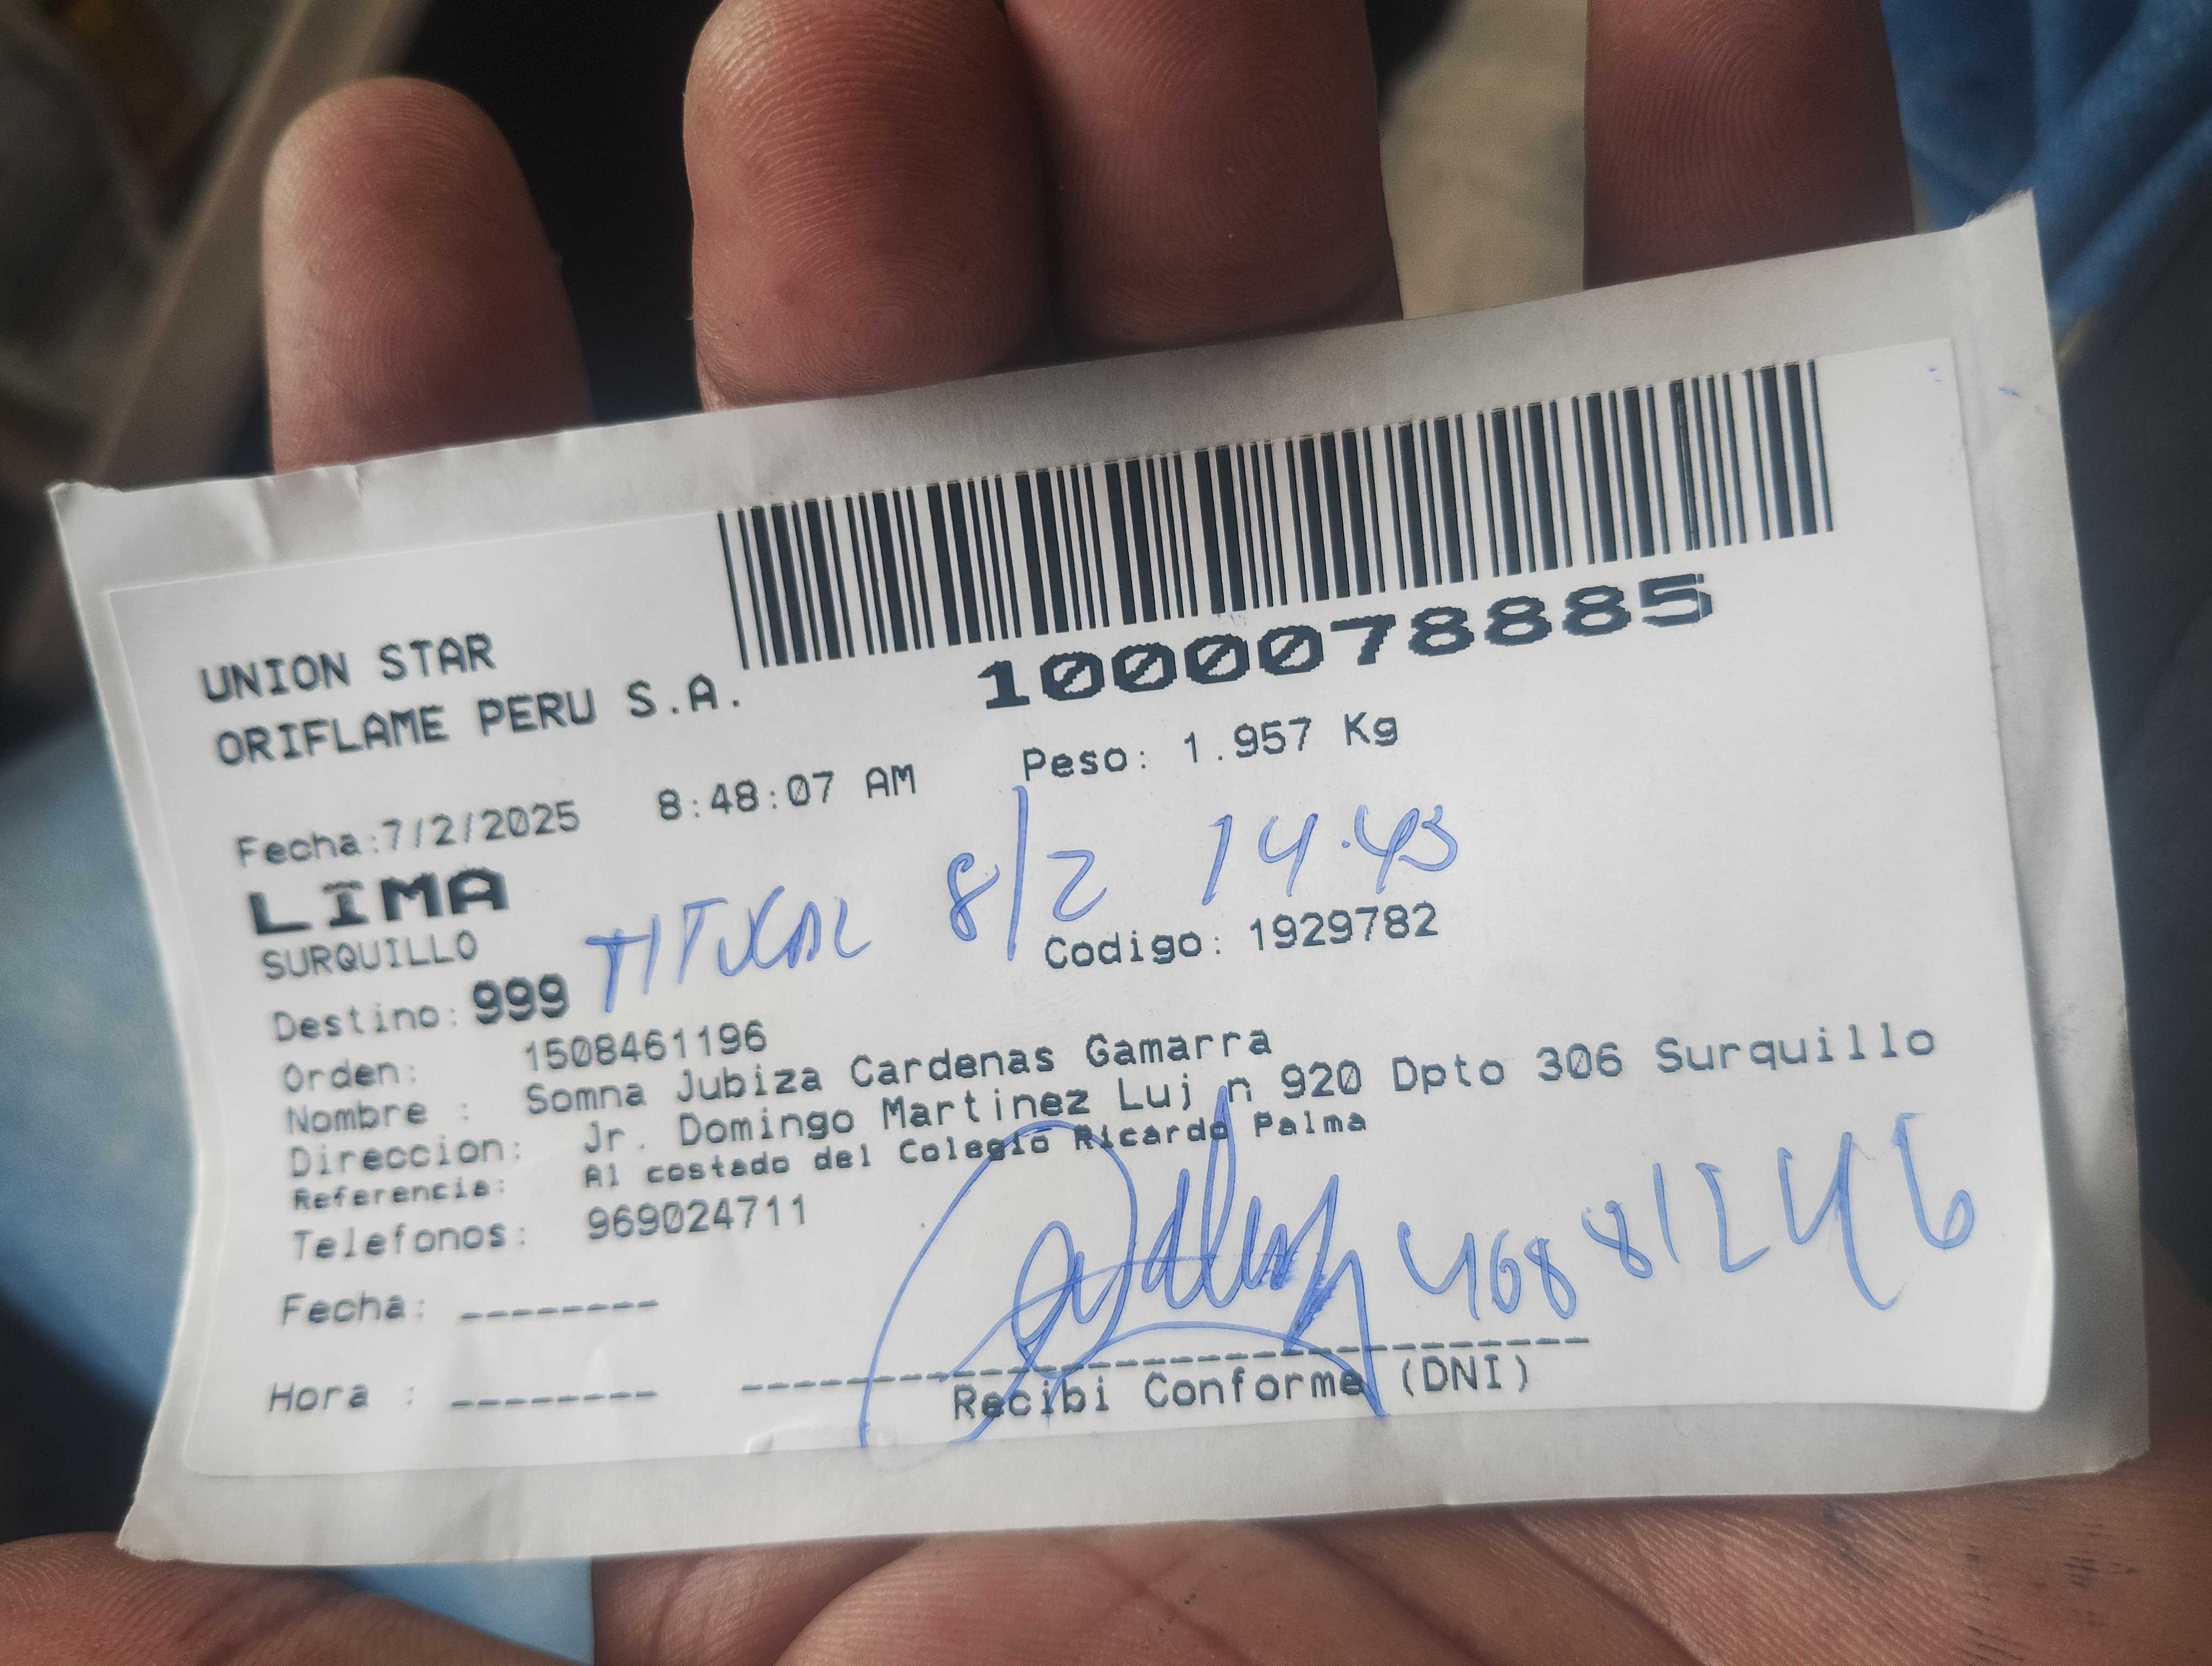 UNION STAR
ORIFLAME PERU S.A.
1000078885
Fecha:7/2/2025 8:48:07 AM Peso: 1.957 Kg
LIMA
SURQUILLO
TITULAR 8/2 14.45
Destino: 999 Codigo: 1929782
Orden: 1508461196
Nombre : Somna Jubiza Cardenas Gamarra
Direccion: Jr. Domingo Martinez Luj n 920 Dpto 306 Surquillo
Referencia: Al costado del Colegio Ricardo Palma
Telefonos: 969024711
Fecha: --------
Hora : --------
Recibi Conforme (DNI)